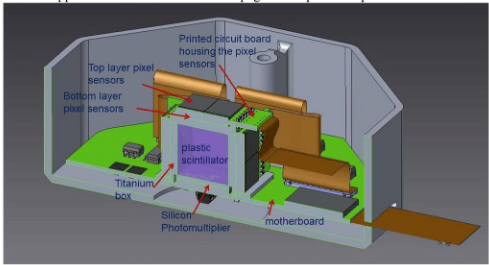 Printed circuit board
housing the pixel
sensors
Top layer pixel
sensors
Bottom layer
pixel sensors
plastic
scintillator
Titanium
box
Silicon
Photomultiplier
motherboard